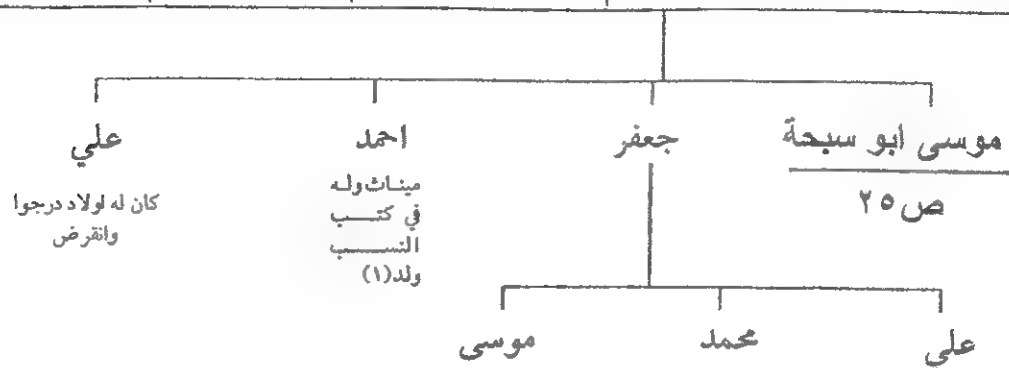 موسى ابو سبحة
ص ٢٥
جعفر
احمد
ميناث وله
في كتب
النسب
ولد (١)
علي
كان له اولاد درجوا
وانقرض
علي
محمد
موسى